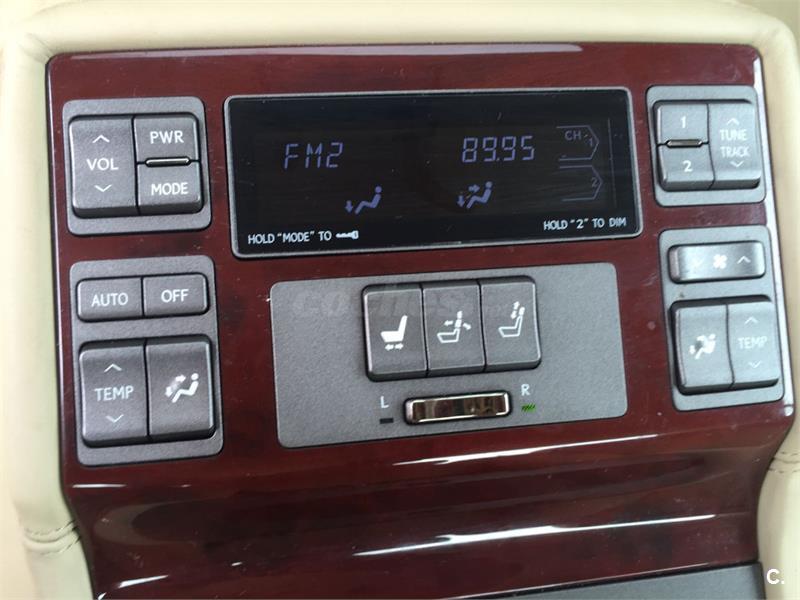 VOL
PWR
MODE
FM2
89.95
CH
1
2
HOLD "MODE" TO
HOLD "2" TO DIM
1
2
TUNE
TRACK
AUTO
OFF
TEMP
TEMP
L
R
coches
C.